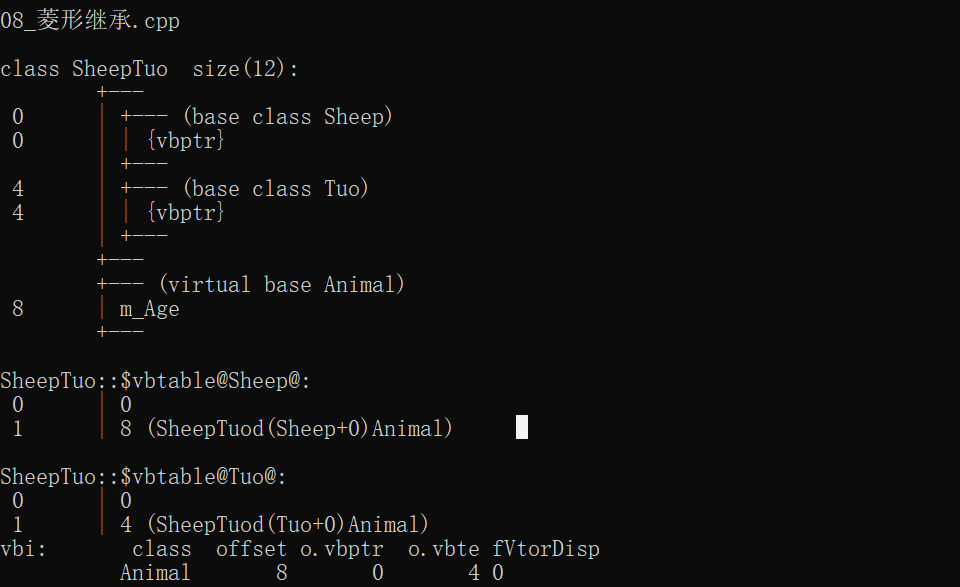 08_菱形继承.cpp
class SheepTuo  size(12):
        +---
 0      | +--- (base class Sheep)
 0      | | {vbptr}
        | +---
 4      | +--- (base class Tuo)
 4      | | {vbptr}
        | +---
        +---
        +--- (virtual base Animal)
 8      | m_Age
        +---
SheepTuo::$vbtable@Sheep@:
 0      | 0
 1      | 8 (SheepTuod(Sheep+0)Animal)
SheepTuo::$vbtable@Tuo@:
 0      | 0
 1      | 4 (SheepTuod(Tuo+0)Animal)
vbi:       class  offset o.vbptr  o.vbte fVtorDisp
          Animal       8       0       4 0